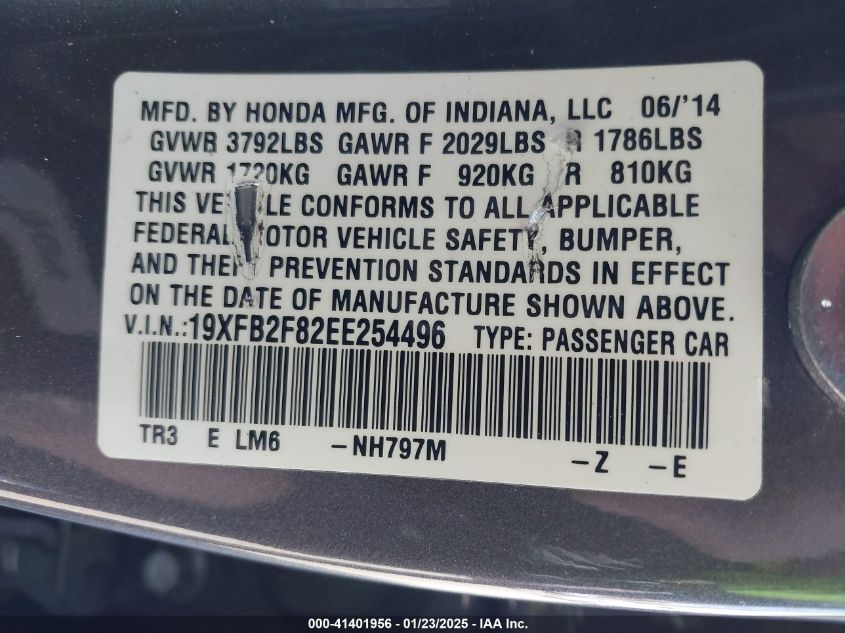 MFD. BY HONDA MFG. OF INDIANA, LLC 06/'14
GVWR 3792LBS GAWR F 2029LBS R 1786LBS
GVWR 1720KG GAWR F 920KG R 810KG
THIS VEHICLE CONFORMS TO ALL APPLICABLE
FEDERAL MOTOR VEHICLE SAFETY, BUMPER,
AND THEFT PREVENTION STANDARDS IN EFFECT
ON THE DATE OF MANUFACTURE SHOWN ABOVE.
V.I.N.:19XFB2F82EE254496 TYPE: PASSENGER CAR
TR3 E LM6 -NH797M -Z -E
000-41401956 - 01/23/2025 - IAA Inc.